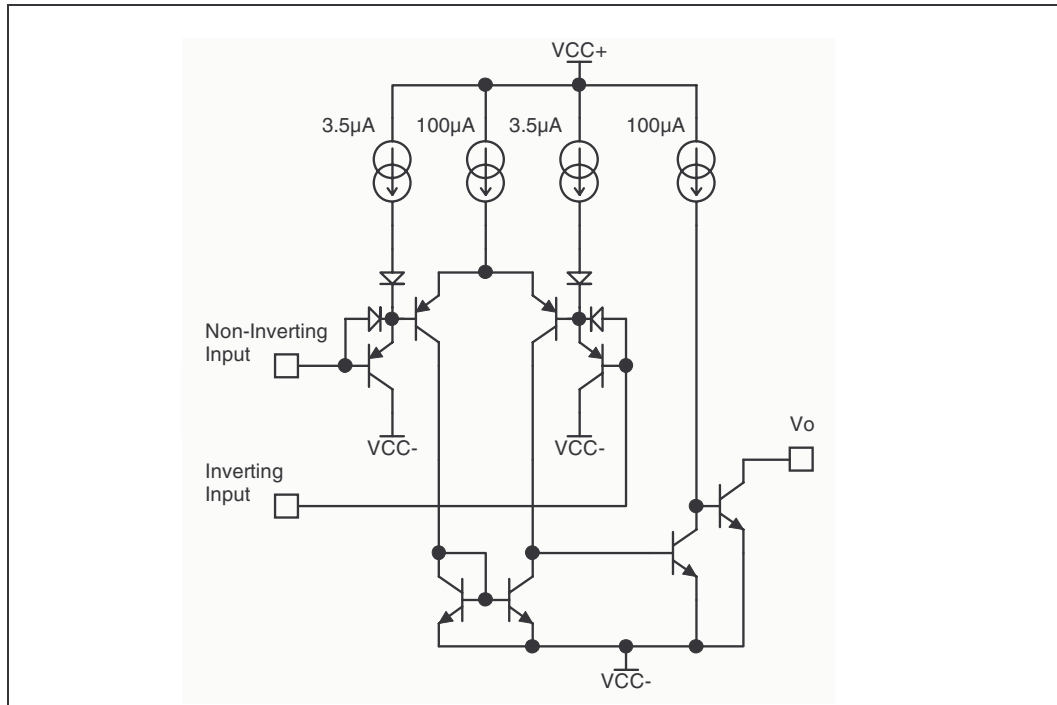 VCC+
3.5µA
100µA
3.5µA
100µA
Non-Inverting
Input
VCC-
VCC-
Vo
Inverting
Input
VCC-